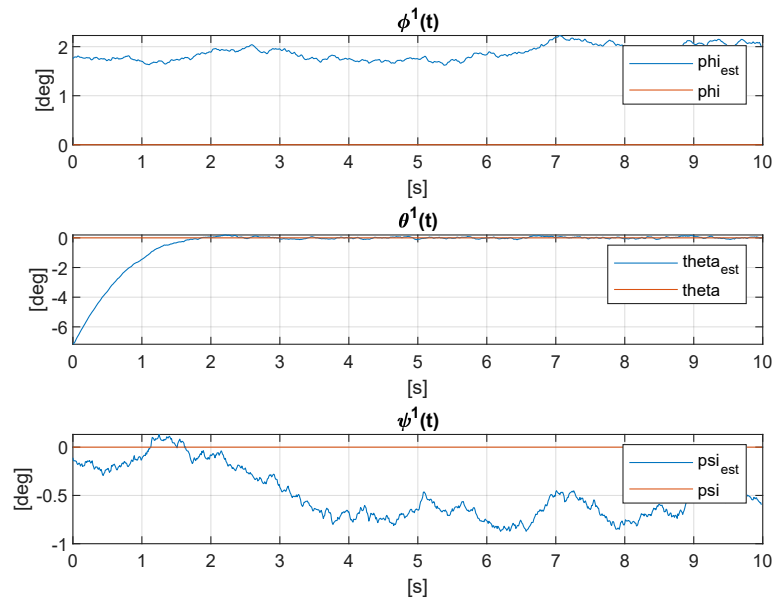 ϕ¹(t)
2
1
0
[deg]
phi_est
phi
0 1 2 3 4 5 6 7 8 9 10
[s]
θ¹(t)
0
-2
-4
-6
[deg]
theta_est
theta
0 1 2 3 4 5 6 7 8 9 10
[s]
ψ¹(t)
0
-0.5
-1
[deg]
psi_est
psi
0 1 2 3 4 5 6 7 8 9 10
[s]